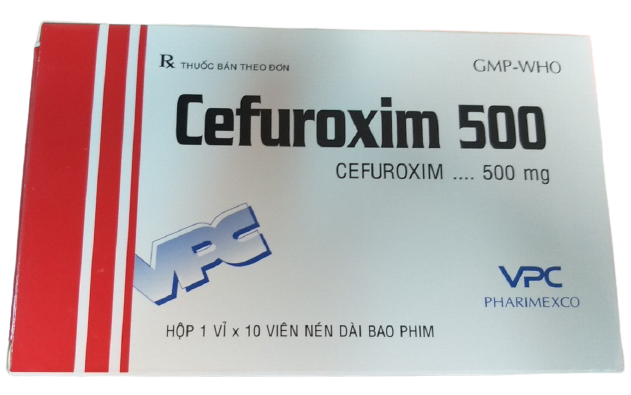 Rx THUỐC BÁN THEO ĐƠN
GMP-WHO
Cefuroxim 500
CEFUROXIM .... 500 mg
VPC
VPC
PHARIMEXCO
HỘP 1 VỈ x 10 VIÊN NÉN DÀI BAO PHIM